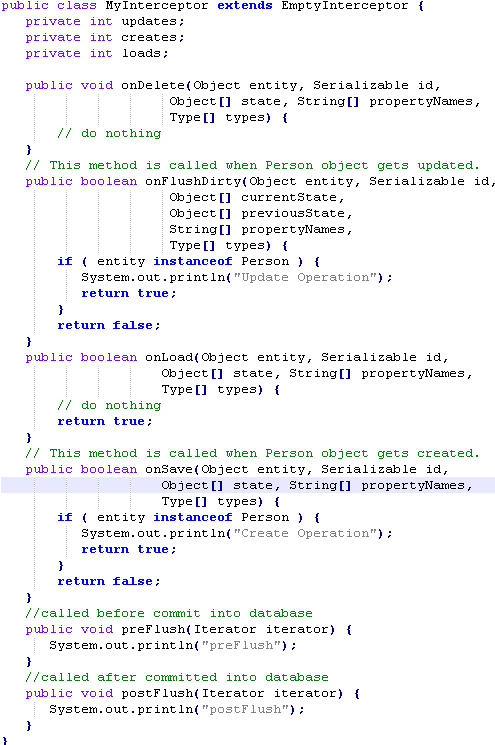 public class MyInterceptor extends EmptyInterceptor {
private int updates;
private int creates;
private int loads;
public void onDelete(Object entity, Serializable id,
Object[] state, String[] propertyNames,
Type[] types) {
// do nothing
}
// This method is called when Person object gets updated.
public boolean onFlushDirty(Object entity, Serializable id,
Object[] currentState,
Object[] previousState,
String[] propertyNames,
Type[] types) {
if ( entity instanceof Person ) {
System.out.println("Update Operation");
return true;
}
return false;
}
public boolean onLoad(Object entity, Serializable id,
Object[] state, String[] propertyNames,
Type[] types) {
// do nothing
return true;
}
// This method is called when Person object gets created.
public boolean onSave(Object entity, Serializable id,
Object[] state, String[] propertyNames,
Type[] types) {
if ( entity instanceof Person ) {
System.out.println("Create Operation");
return true;
}
return false;
}
//called before commit into database
public void preFlush(Iterator iterator) {
System.out.println("preFlush");
}
//called after committed into database
public void postFlush(Iterator iterator) {
System.out.println("postFlush");
}
}